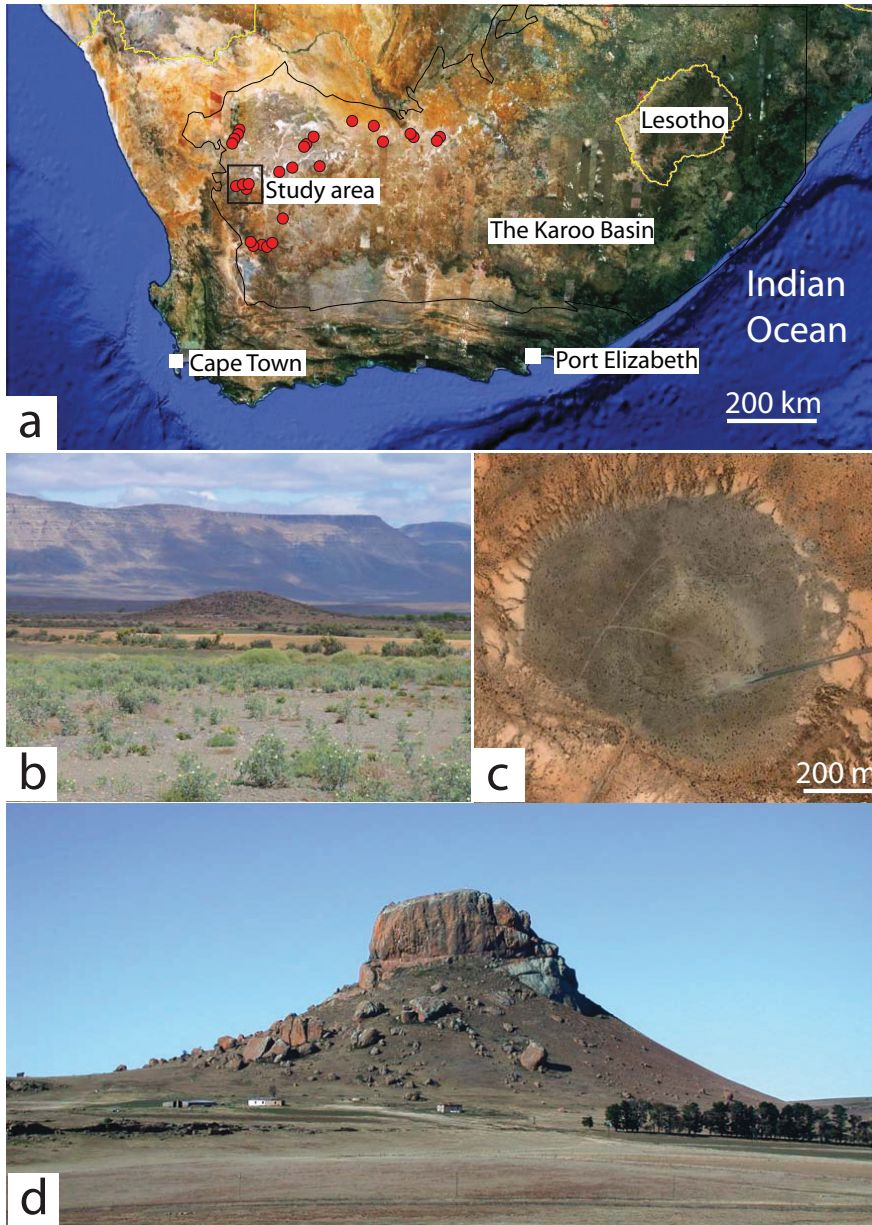 Lesotho
Study area
The Karoo Basin
Indian
Ocean
Cape Town
Port Elizabeth
200 km
a
b
c
200 m
d